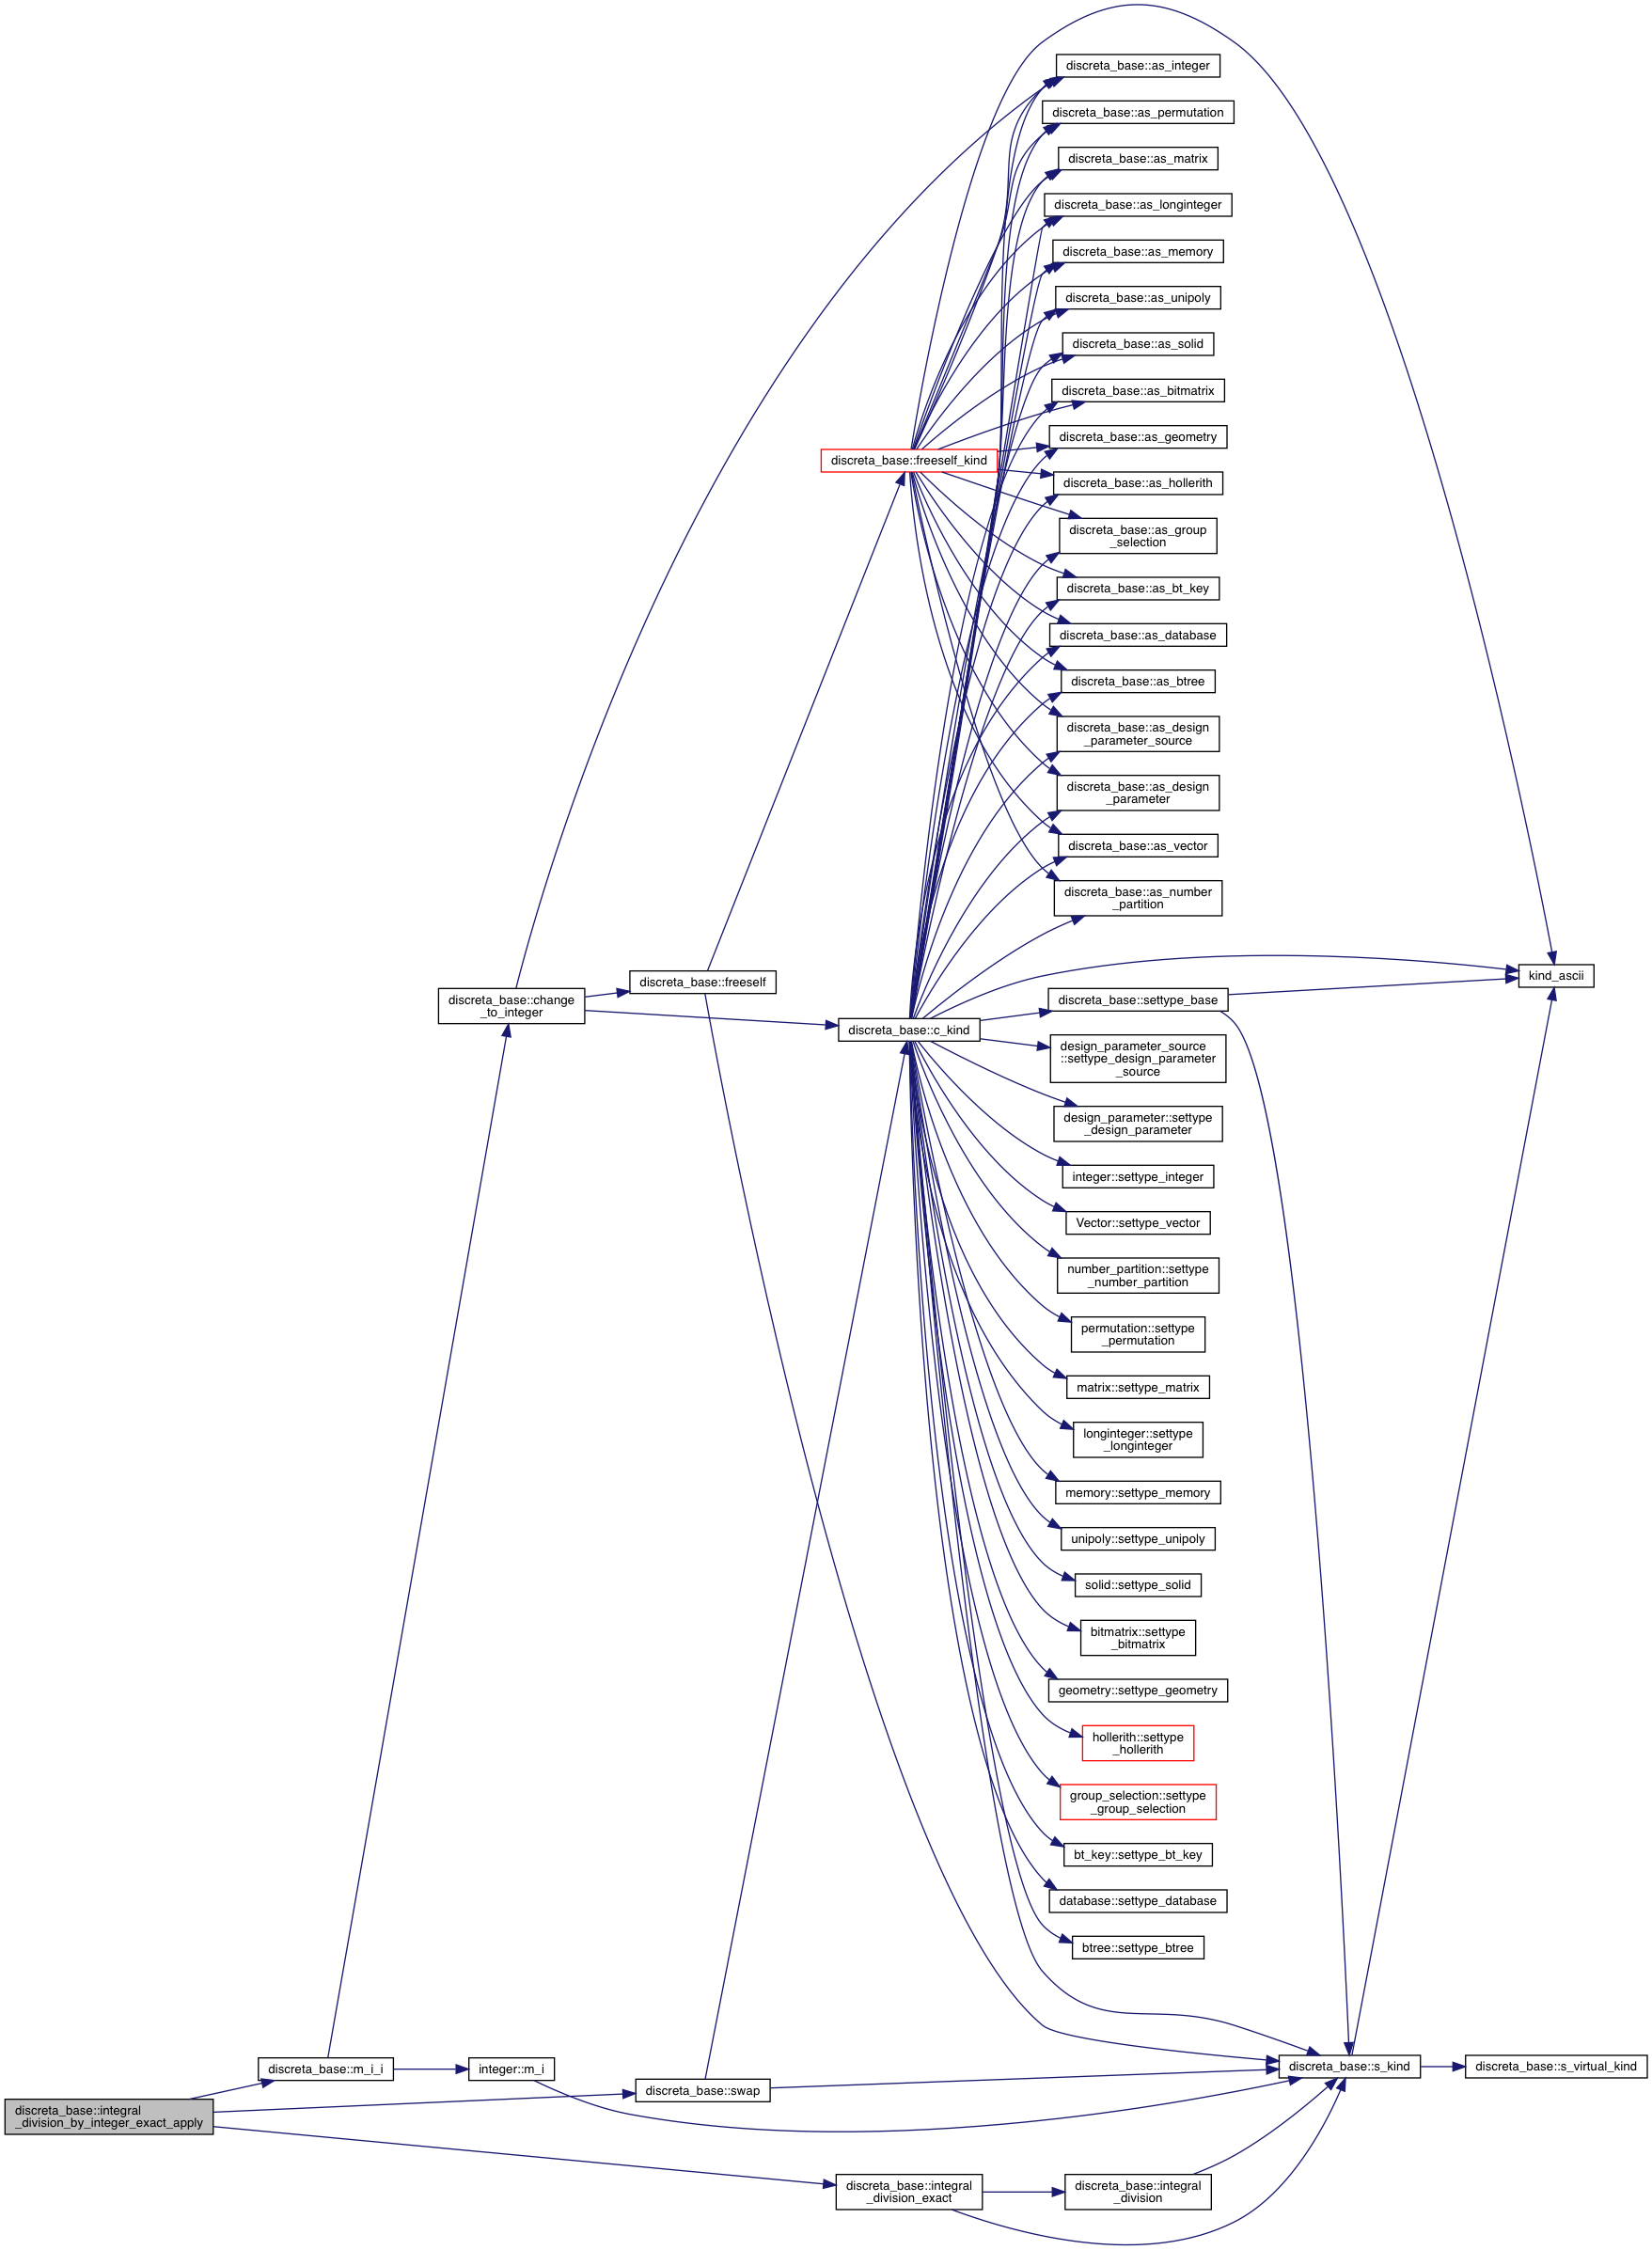 discreta_base::as_integer
discreta_base::as_permutation
discreta_base::as_matrix
discreta_base::as_longinteger
discreta_base::as_memory
discreta_base::as_unipoly
discreta_base::as_solid
discreta_base::as_bitmatrix
discreta_base::as_geometry
discreta_base::freeself_kind
discreta_base::as_hollerith
discreta_base::as_group
_selection
discreta_base::as_bt_key
discreta_base::as_database
discreta_base::as_btree
discreta_base::as_design
_parameter_source
discreta_base::as_design
_parameter
discreta_base::as_vector
discreta_base::as_number
_partition
kind_ascii
discreta_base::freeself
discreta_base::change
_to_integer
discreta_base::settype_base
discreta_base::c_kind
design_parameter_source
::settype_design_parameter
_source
design_parameter::settype
_design_parameter
integer::settype_integer
Vector::settype_vector
number_partition::settype
_number_partition
permutation::settype
_permutation
matrix::settype_matrix
longinteger::settype
_longinteger
memory::settype_memory
unipoly::settype_unipoly
solid::settype_solid
bitmatrix::settype
_bitmatrix
geometry::settype_geometry
hollerith::settype
_hollerith
group_selection::settype
_group_selection
bt_key::settype_bt_key
database::settype_database
btree::settype_btree
discreta_base::m_i_i
integer::m_i
discreta_base::s_kind
discreta_base::s_virtual_kind
discreta_base::swap
discreta_base::integral
_division_by_integer_exact_apply
discreta_base::integral
_division_exact
discreta_base::integral
_division